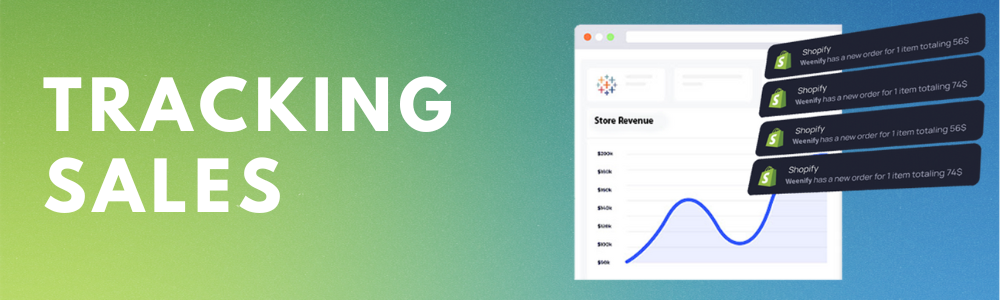 TRACKING
SALES
Shopify
Weenify has a new order for 1 item totaling 56$
Shopify
Weenify has a new order for 1 item totaling 74$
Shopify
Weenify has a new order for 1 item totaling 56$
Shopify
Weenify has a new order for 1 item totaling 74$
Store Revenue
$200k
$160k
$140k
$120k
$100k